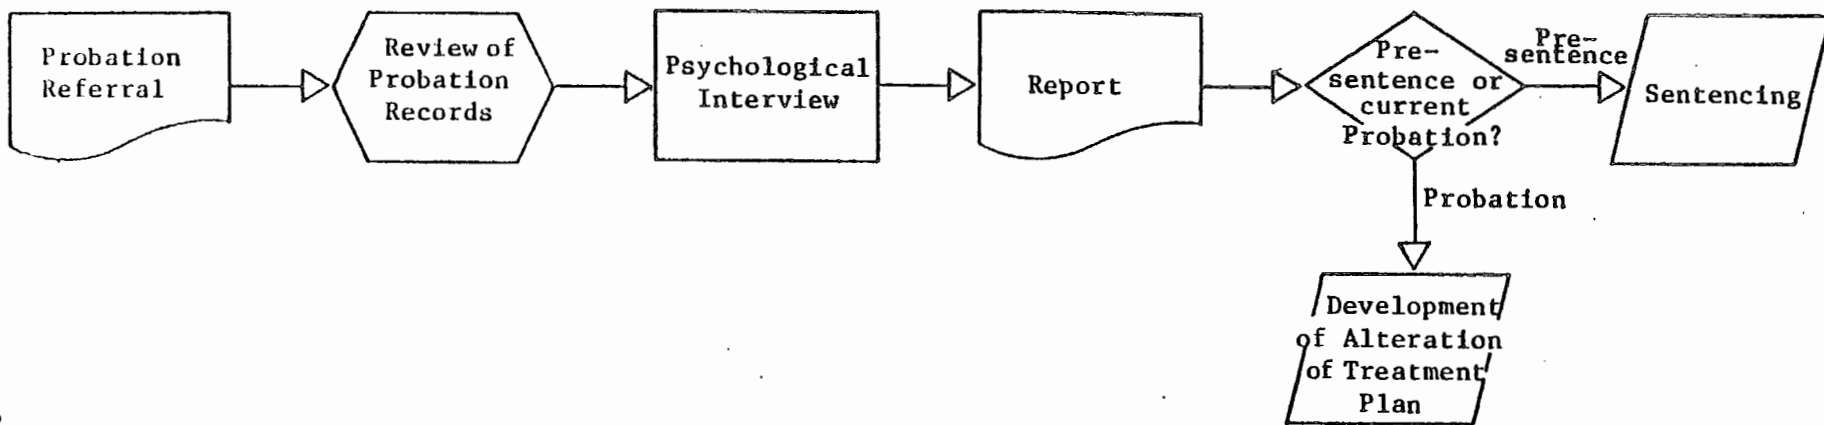 Probation
Referral
Review of
Probation
Records
Psychological
Interview
Report
Pre-
sentence or
current
Probation?
Pre-
sentence
Sentencing
Probation
Development
of Alteration
of Treatment
Plan